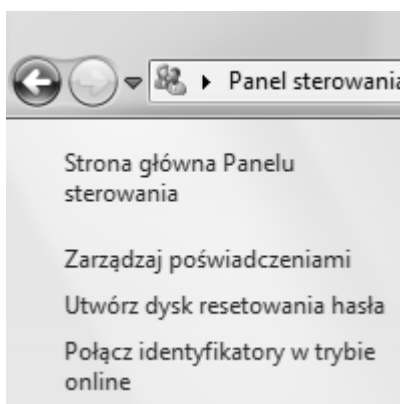 Panel sterowania
Strona główna Panelu
sterowania
Zarządzaj poświadczeniami
Utwórz dysk resetowania hasła
Połącz identyfikatory w trybie
online